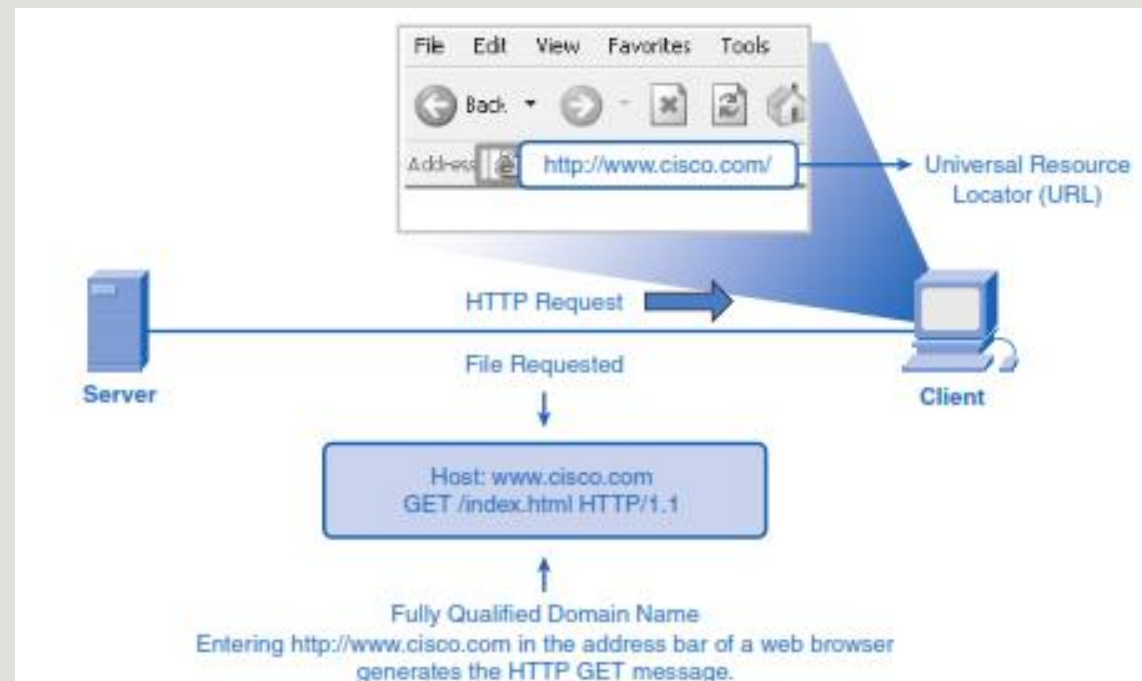 File Edit View Favorites Tools
Back
Address http://www.cisco.com/
Universal Resource
Locator (URL)
HTTP Request
File Requested
Server
Client
Host: www.cisco.com
GET /index.html HTTP/1.1
Fully Qualified Domain Name
Entering http://www.cisco.com in the address bar of a web browser
generates the HTTP GET message.